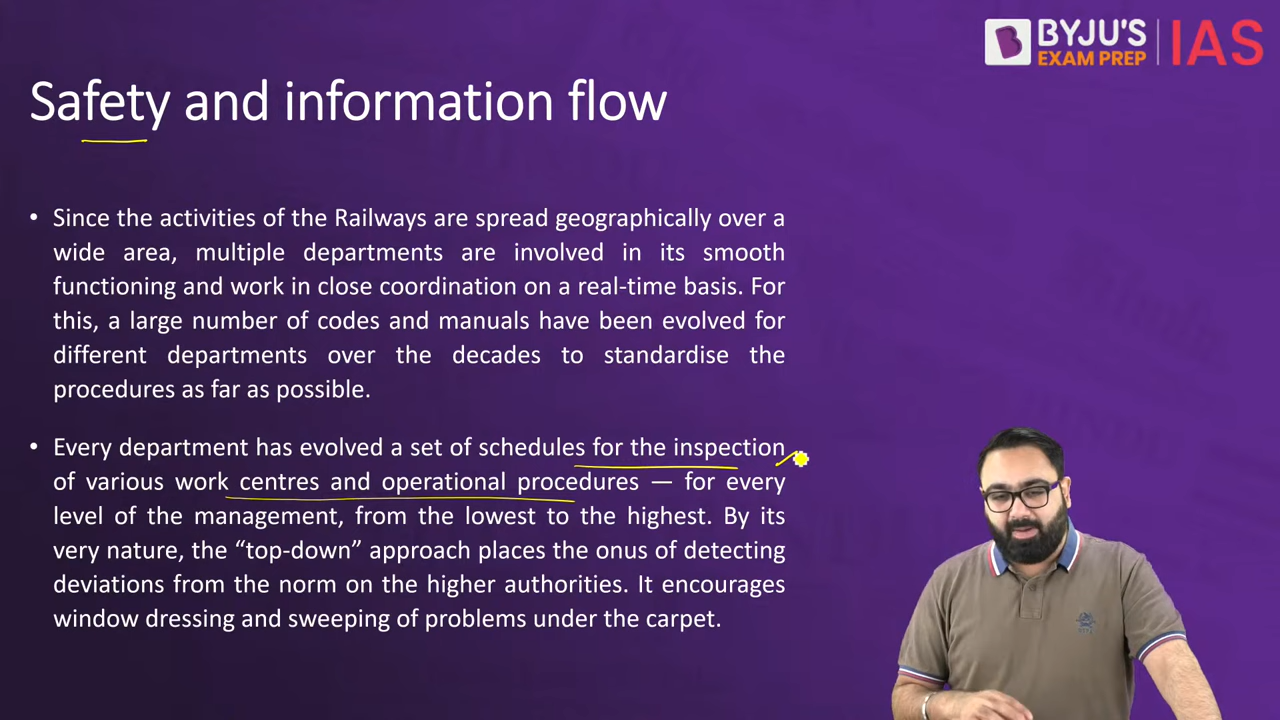 BYJU'S
EXAM PREP
IAS
Safety and information flow
• Since the activities of the Railways are spread geographically over a
wide area, multiple departments are involved in its smooth
functioning and work in close coordination on a real-time basis. For
this, a large number of codes and manuals have been evolved for
different departments over the decades to standardise the
procedures as far as possible.
• Every department has evolved a set of schedules for the inspection
of various work centres and operational procedures — for every
level of the management, from the lowest to the highest. By its
very nature, the “top-down” approach places the onus of detecting
deviations from the norm on the higher authorities. It encourages
window dressing and sweeping of problems under the carpet.